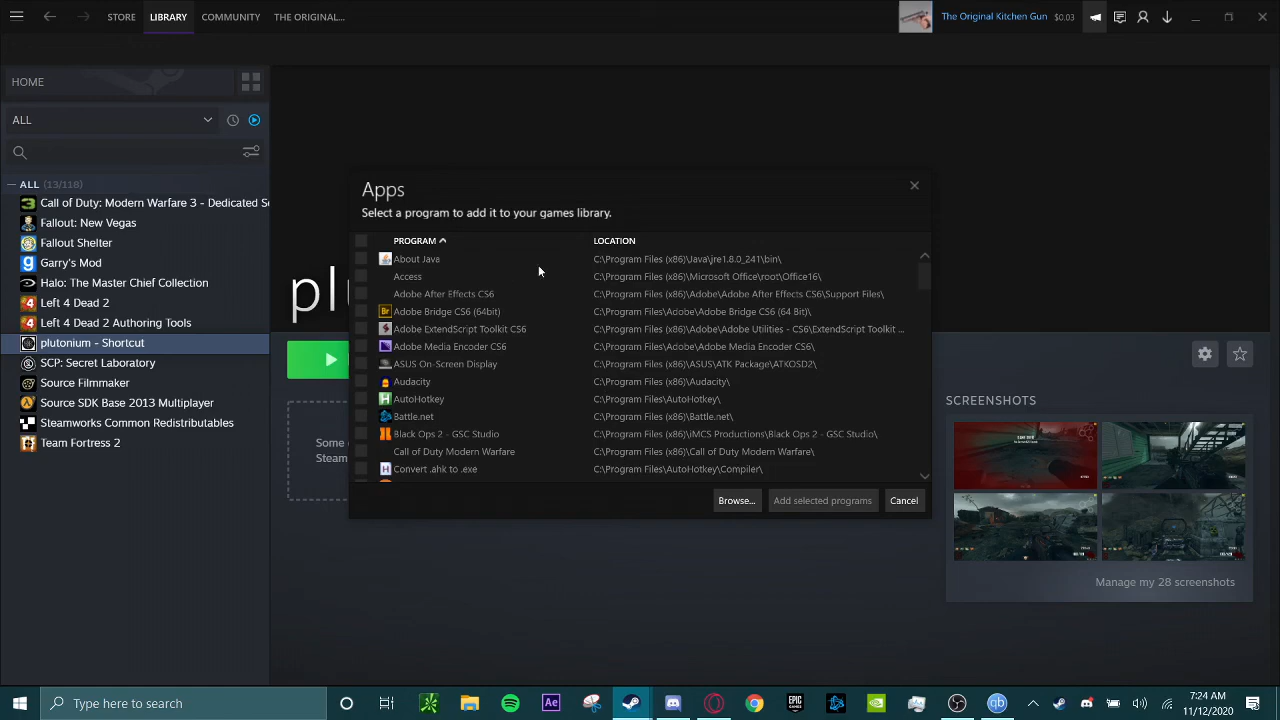 STORE LIBRARY COMMUNITY THE ORIGINAL...
The Original Kitchen Gun $0.03
HOME
ALL
ALL (13/118)
Call of Duty: Modern Warfare 3 - Dedicated Se
Fallout: New Vegas
Fallout Shelter
Garry's Mod
Halo: The Master Chief Collection
Left 4 Dead 2
Left 4 Dead 2 Authoring Tools
plutonium - Shortcut
SCP: Secret Laboratory
Source Filmmaker
Source SDK Base 2013 Multiplayer
Steamworks Common Redistributables
Team Fortress 2
Apps
Select a program to add it to your games library.
PROGRAM LOCATION
About Java C:\Program Files (x86)\Java\jre1.8.0_241\bin\
Access C:\Program Files (x86)\Microsoft Office\root\Office16\
Adobe After Effects CS6 C:\Program Files (x86)\Adobe\Adobe After Effects CS6\Support Files\
Adobe Bridge CS6 (64bit) C:\Program Files (x86)\Adobe\Adobe Bridge CS6 (64 Bit)\
Adobe ExtendScript Toolkit CS6 C:\Program Files (x86)\Adobe\Adobe Utilities - CS6\ExtendScript Toolkit ...
Adobe Media Encoder CS6 C:\Program Files\Adobe\Adobe Media Encoder CS6\
ASUS On-Screen Display C:\Program Files (x86)\ASUS\ATK Package\ATKOSD2\
Audacity C:\Program Files (x86)\Audacity\
AutoHotkey C:\Program Files\AutoHotkey\
Battle.net C:\Program Files (x86)\Battle.net\
Black Ops 2 - GSC Studio C:\Program Files (x86)\iMCS Productions\Black Ops 2 - GSC Studio\
Call of Duty Modern Warfare C:\Program Files (x86)\Call of Duty Modern Warfare\
Convert .ahk to .exe C:\Program Files\AutoHotkey\Compiler\
Browse... Add selected programs Cancel
plu
Some
Steam
SCREENSHOTS
Manage my 28 screenshots
Type here to search
7:24 AM
11/12/2020